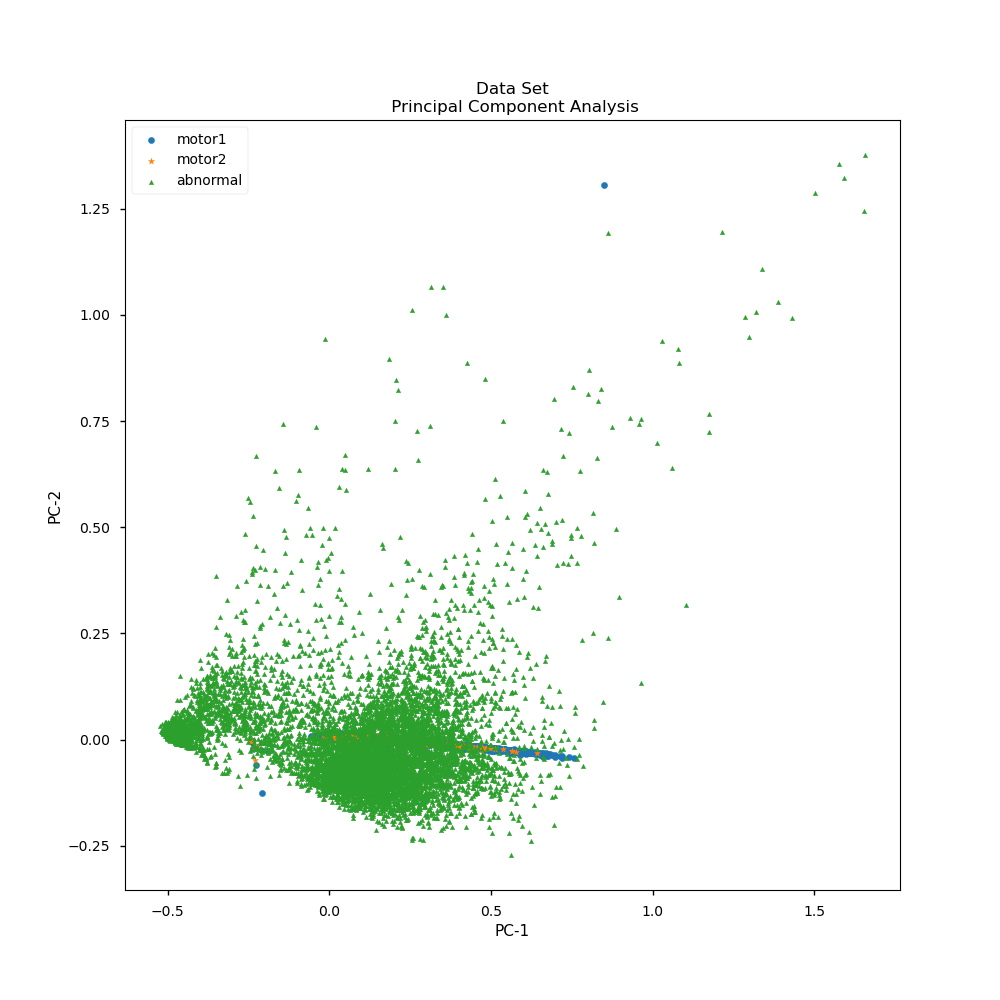 Data Set
Principal Component Analysis
motor1
motor2
abnormal
1.25
1.00
0.75
0.50
0.25
0.00
−0.25
PC-2
−0.5
0.0
0.5
1.0
1.5
PC-1